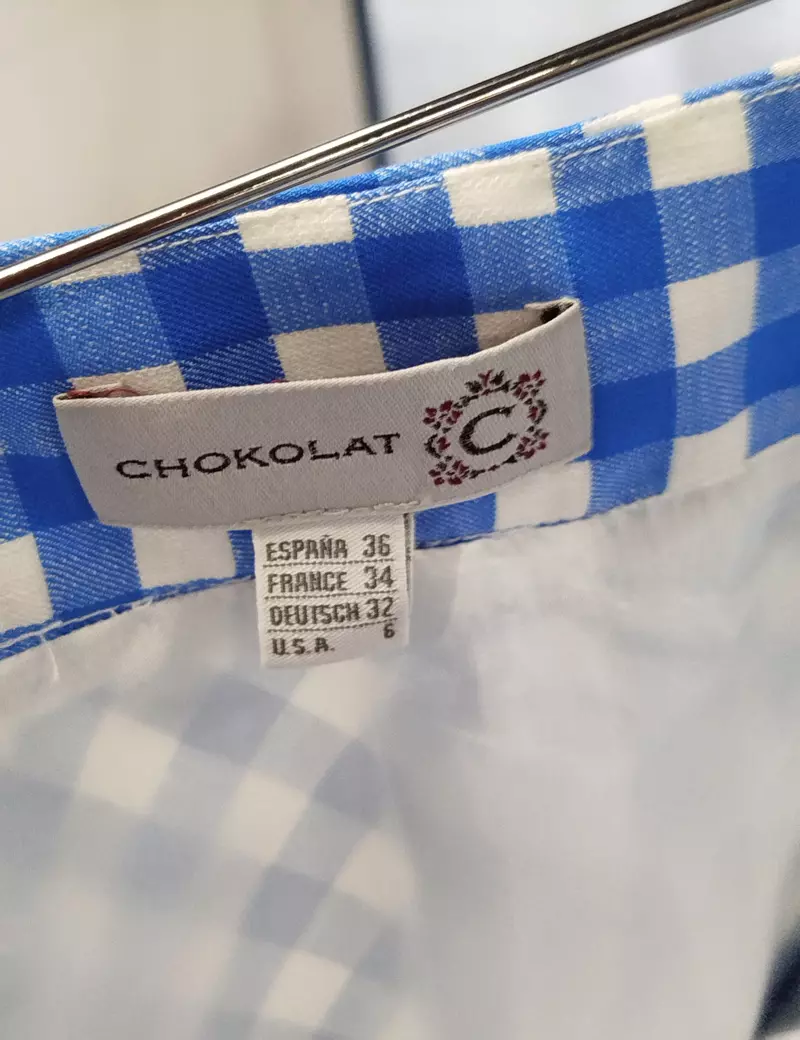 CHOKOLAT C
ESPAÑA 36
FRANCE 34
DEUTSCH 32
U.S.A. 6